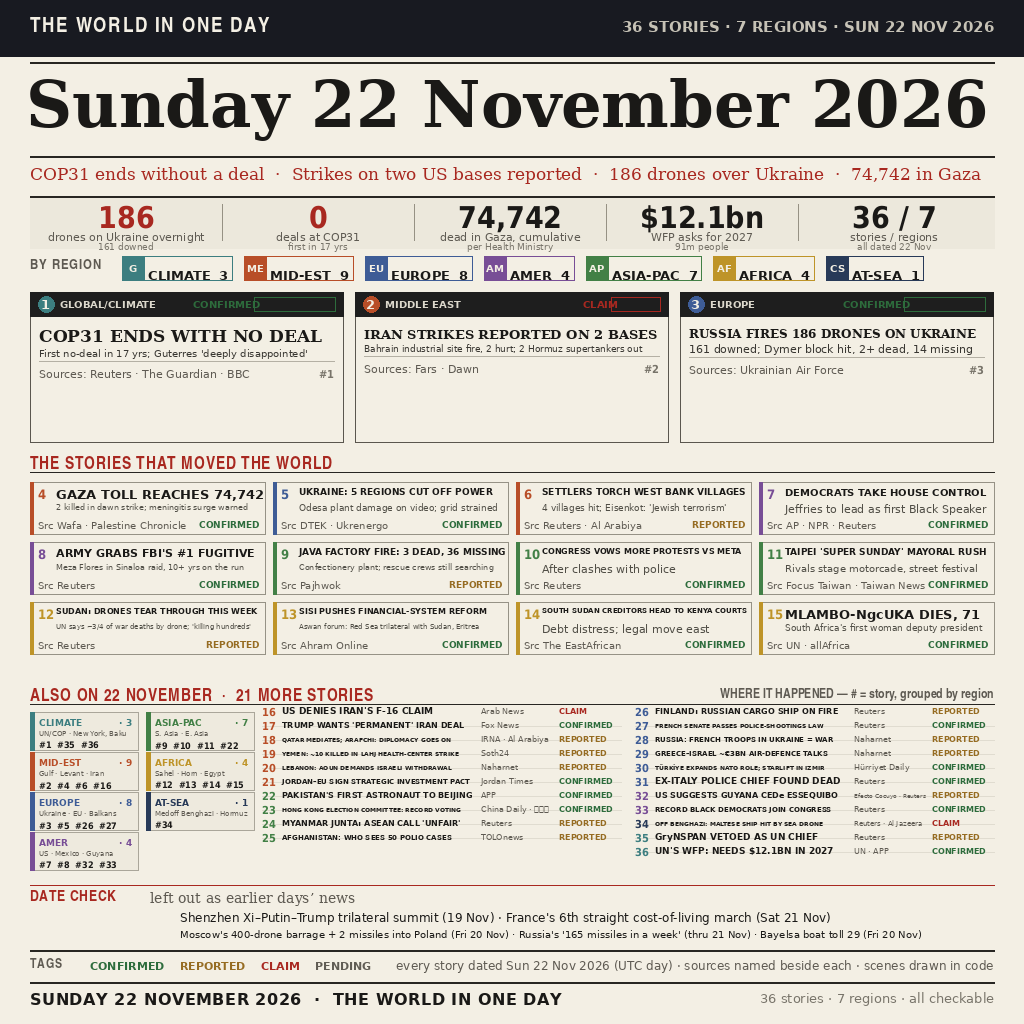 THE WORLD IN ONE DAY
36 STORIES · 7 REGIONS · SUN 22 NOV 2026
Sunday 22 November 2026
COP31 ends without a deal · Strikes on two US bases reported · 186 drones over Ukraine · 74,742 in Gaza
186
drones on Ukraine overnight
161 downed
0
deals at COP31
first in 17 yrs
74,742
dead in Gaza, cumulative
per Health Ministry
$12.1bn
WFP asks for 2027
91m people
36 / 7
stories / regions
all dated 22 Nov
BY REGION
G CLIMATE 3
ME MID-EST 9
EU EUROPE 8
AM AMER 4
AP ASIA-PAC 7
AF AFRICA 4
CS AT-SEA 1
1 GLOBAL/CLIMATE CONFIRMED
COP31 ENDS WITH NO DEAL
First no-deal in 17 yrs; Guterres 'deeply disappointed'
Sources: Reuters · The Guardian · BBC #1
2 MIDDLE EAST CLAIM
IRAN STRIKES REPORTED ON 2 BASES
Bahrain industrial site fire, 2 hurt; 2 Hormuz supertankers out
Sources: Fars · Dawn #2
3 EUROPE CONFIRMED
RUSSIA FIRES 186 DRONES ON UKRAINE
161 downed; Dymer block hit, 2+ dead, 14 missing
Sources: Ukrainian Air Force #3
THE STORIES THAT MOVED THE WORLD
4 GAZA TOLL REACHES 74,742
2 killed in dawn strike; meningitis surge warned
Src Wafa · Palestine Chronicle CONFIRMED
5 UKRAINE: 5 REGIONS CUT OFF POWER
Odesa plant damage on video; grid strained
Src DTEK · Ukrenergo CONFIRMED
6 SETTLERS TORCH WEST BANK VILLAGES
4 villages hit; Eisenkot: 'Jewish terrorism'
Src Reuters · Al Arabiya REPORTED
7 DEMOCRATS TAKE HOUSE CONTROL
Jeffries to lead as first Black Speaker
Src AP · NPR · Reuters CONFIRMED
8 ARMY GRABS FBI'S #1 FUGITIVE
Meza Flores in Sinaloa raid, 10+ yrs on the run
Src Reuters CONFIRMED
9 JAVA FACTORY FIRE: 3 DEAD, 36 MISSING
Confectionery plant; rescue crews still searching
Src Pajhwok REPORTED
10 CONGRESS VOWS MORE PROTESTS VS META
After clashes with police
Src Reuters CONFIRMED
11 TAIPEI 'SUPER SUNDAY' MAYORAL RUSH
Rivals stage motorcade, street festival
Src Focus Taiwan · Taiwan News CONFIRMED
12 SUDAN: DRONES TEAR THROUGH THIS WEEK
UN says ~3/4 of war deaths by drone; 'killing hundreds'
Src Reuters REPORTED
13 SISI PUSHES FINANCIAL-SYSTEM REFORM
Aswan forum: Red Sea trilateral with Sudan, Eritrea
Src Ahram Online CONFIRMED
14 SOUTH SUDAN CREDITORS HEAD TO KENYA COURTS
Debt distress; legal move east
Src The EastAfrican CONFIRMED
15 MLAMBO-NgcUKA DIES, 71
South Africa's first woman deputy president
Src UN · allAfrica CONFIRMED
ALSO ON 22 NOVEMBER · 21 MORE STORIES
WHERE IT HAPPENED — # = story, grouped by region
CLIMATE · 3
UN/COP · New York, Baku
#1 #35 #36
ASIA-PAC · 7
S. Asia · E. Asia
#9 #10 #11 #22
MID-EST · 9
Gulf · Levant · Iran
#2 #4 #6 #16
AFRICA · 4
Sahel · Horn · Egypt
#12 #13 #14 #15
EUROPE · 8
Ukraine · EU · Balkans
#3 #5 #26 #27
AT-SEA · 1
Medoff Benghazi · Hormuz
#34
AMER · 4
US · Mexico · Guyana
#7 #8 #32 #33
16 US DENIES IRAN'S F-16 CLAIM Arab News CLAIM
17 TRUMP WANTS 'PERMANENT' IRAN DEAL Fox News CONFIRMED
18 QATAR MEDIATES; ARAFCHI: DIPLOMACY GOES ON IRNA · Al Arabiya REPORTED
19 YEMEN: ~10 KILLED IN LAHJ HEALTH-CENTER STRIKE Soth24 REPORTED
20 LEBANON: AOUN DEMANDS ISRAELI WITHDRAWAL Naharnet REPORTED
21 JORDAN–EU SIGN STRATEGIC INVESTMENT PACT Jordan Times CONFIRMED
22 PAKISTAN'S FIRST ASTRONAUT TO BEIJING APP CONFIRMED
23 HONG KONG ELECTION COMMITTEE: RECORD VOTING China Daily · □□□ CONFIRMED
24 MYANMAR JUNTA: ASEAN CALL 'UNFAIR' Reuters REPORTED
25 AFGHANISTAN: WHO SEES 50 POLIO CASES TOLOnews REPORTED
26 FINLAND: RUSSIAN CARGO SHIP ON FIRE Reuters REPORTED
27 FRENCH SENATE PASSES POLICE-SHOOTINGS LAW Reuters CONFIRMED
28 RUSSIA: FRENCH TROOPS IN UKRAINE = WAR Naharnet REPORTED
29 GREECE-ISRAEL ~€3BN AIR-DEFENCE TALKS Naharnet REPORTED
30 TÜRKİYE EXPANDS NATO ROLE; STARLIFT IN IZMIR Hürriyet Daily CONFIRMED
31 EX-ITALY POLICE CHIEF FOUND DEAD Reuters CONFIRMED
32 US SUGGESTS GUYANA CEDe ESSEQUIBO Efecto Cocuyo · Reuters REPORTED
33 RECORD BLACK DEMOCRATS JOIN CONGRESS Reuters CONFIRMED
34 OFF BENGHAZI: MALTESE SHIP HIT BY SEA DRONE Reuters · Al Jazeera CLAIM
35 GryNSPAN VETOED AS UN CHIEF Reuters REPORTED
36 UN'S WFP: NEEDS $12.1BN IN 2027 UN · AP CONFIRMED
DATE CHECK left out as earlier days’ news
Shenzhen Xi–Putin–Trump trilateral summit (19 Nov) · France's 6th straight cost-of-living march (Sat 21 Nov)
Moscow's 400-drone barrage + 2 missiles into Poland (Fri 20 Nov) · Russia's '165 missiles in a week' (thru 21 Nov) · Bayelsa boat toll 29 (Fri 20 Nov)
TAGS CONFIRMED REPORTED CLAIM PENDING every story dated Sun 22 Nov 2026 (UTC day) · sources named beside each · scenes drawn in code
SUNDAY 22 NOVEMBER 2026 · THE WORLD IN ONE DAY
36 stories · 7 regions · all checkable